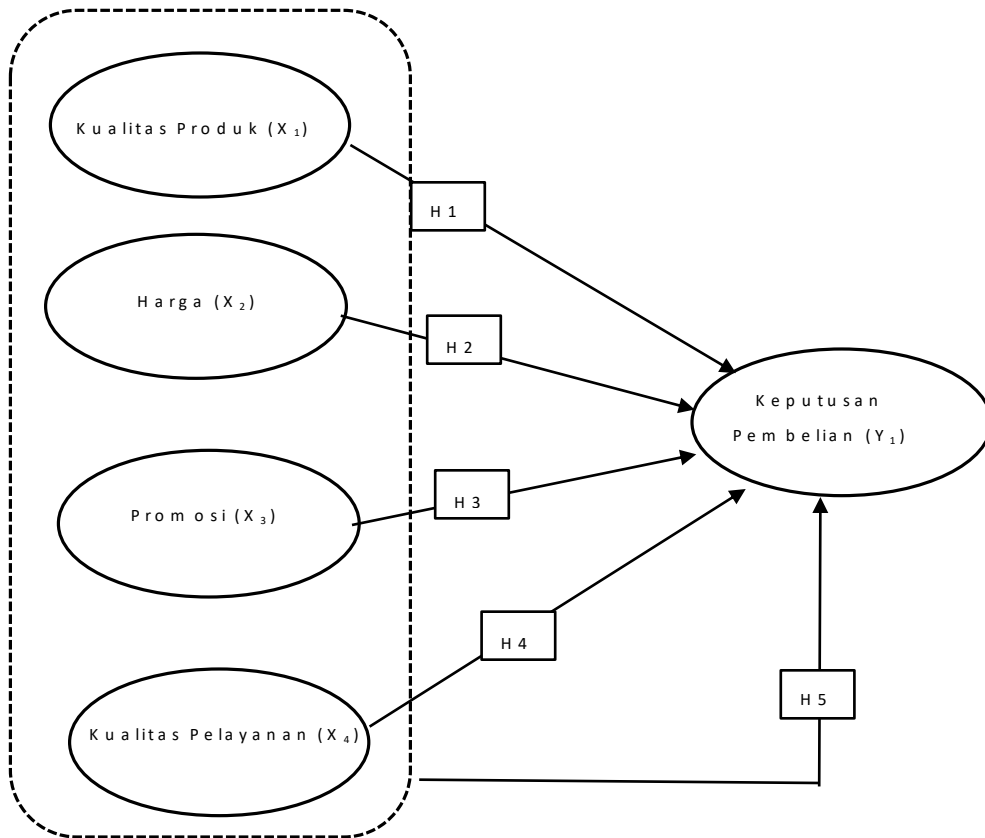 Kualitas Produk (X₁)
H1
Harga (X₂)
H2
Keputusan
Pembelian (Y₁)
Promosi (X₃)
H3
H4
Kualitas Pelayanan (X₄)
H5